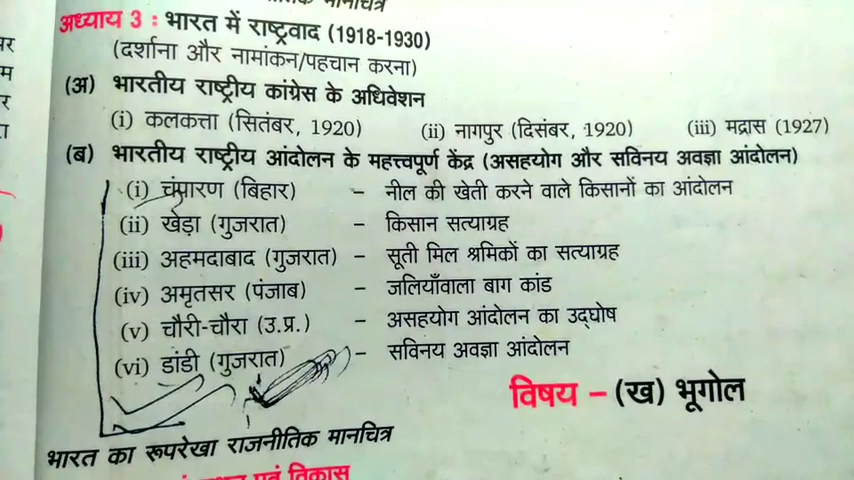 अध्याय 3 : भारत में राष्ट्रवाद (1918-1930)
(दर्शाना और नामांकन/पहचान करना)
(अ) भारतीय राष्ट्रीय कांग्रेस के अधिवेशन
(i) कलकत्ता (सितंबर, 1920) (ii) नागपुर (दिसंबर, 1920) (iii) मद्रास (1927)
(ब) भारतीय राष्ट्रीय आंदोलन के महत्त्वपूर्ण केंद्र (असहयोग और सविनय अवज्ञा आंदोलन)
(i) चंपारण (बिहार) – नील की खेती करने वाले किसानों का आंदोलन
(ii) खेड़ा (गुजरात) – किसान सत्याग्रह
(iii) अहमदाबाद (गुजरात) – सूती मिल श्रमिकों का सत्याग्रह
(iv) अमृतसर (पंजाब) – जलियाँवाला बाग कांड
(v) चौरी-चौरा (उ.प्र.) – असहयोग आंदोलन का उद्घोष
(vi) डांडी (गुजरात) – सविनय अवज्ञा आंदोलन
विषय – (ख) भूगोल
भारत का रूपरेखा राजनीतिक मानचित्र
एवं विकास